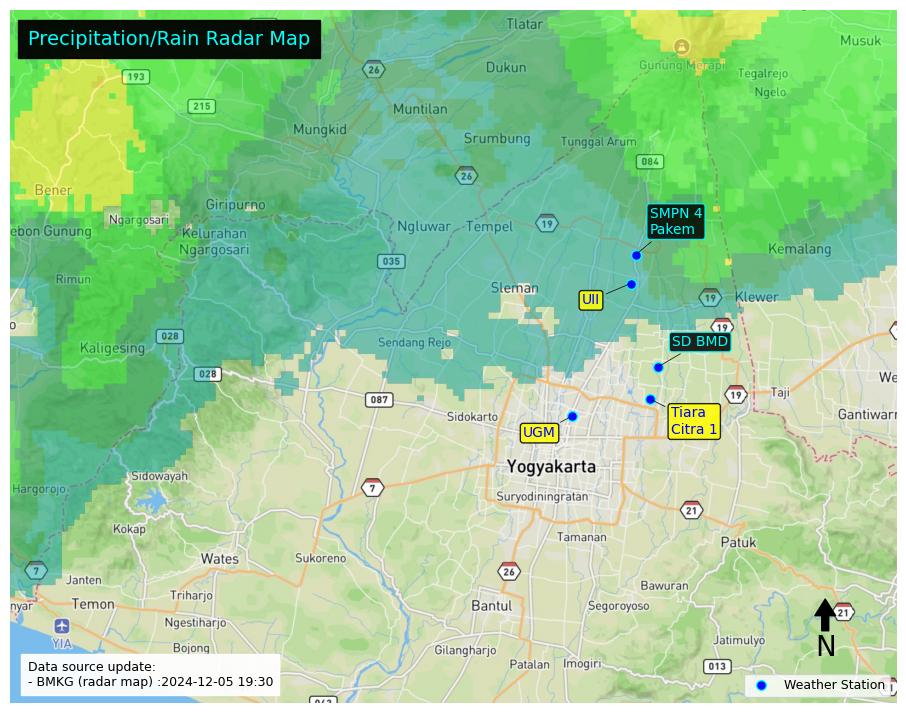 Precipitation/Rain Radar Map
Tlatar
Musuk
26
Dukun
Gunung Merapi
193
Tegalrejo
Ngelo
215
Muntilan
Mungkid
Srumbung
Tunggal Arum
084
26
Bener
Giripurno
SMPN 4
Pakem
Ngargosari
ebon Gunung
Kelurahan
Ngargosari
Ngluwar
Tempel
19
Kemalang
035
Rimun
Sleman
UII
19
Klewer
o
19
028
Kaligesing
Sendang Rejo
SD BMD
028
We
087
19
Taji
Sidokarto
Tiara
Citra 1
Gantiwarn
UGM
Yogyakarta
Sidowayah
Hargorojo
7
Suryodiningratan
21
Kokap
Tamanan
Patuk
Wates
Sukoreno
7
26
Janten
Bawuran
Triharjo
nyar
Temon
Bantul
Segoroyoso
21
Ngestiharjo
YIA
Jatimulyo
N
Bojong
Gilangharjo
Patalan
Imogiri
013
Data source update:
- BMKG (radar map) :2024-12-05 19:30
Weather Station